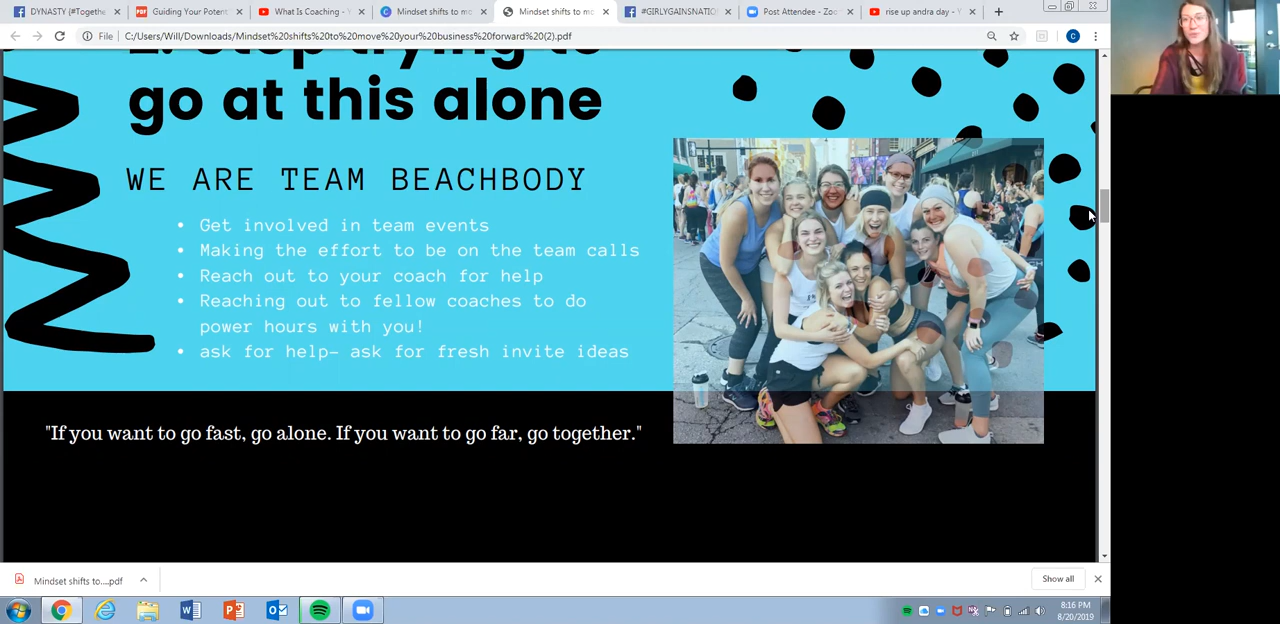 DYNASTY (#Togethe
Guiding Your Potent
What Is Coaching - Y
Mindset shifts to mo
Mindset shifts to mo
#GIRLYGAINSNATIO
Post Attendee - Zoo
rise up andra day - Y
File
C:/Users/Will/Downloads/Mindset%20shifts%20to%20move%20your%20business%20forward%20(2).pdf
2. Stop trying to
go at this alone
WE ARE TEAM BEACHBODY
• Get involved in team events
• Making the effort to be on the team calls
• Reach out to your coach for help
• Reaching out to fellow coaches to do
power hours with you!
• ask for help- ask for fresh invite ideas
"If you want to go fast, go alone. If you want to go far, go together."
Mindset shifts to....pdf
Show all
8:16 PM
8/20/2019